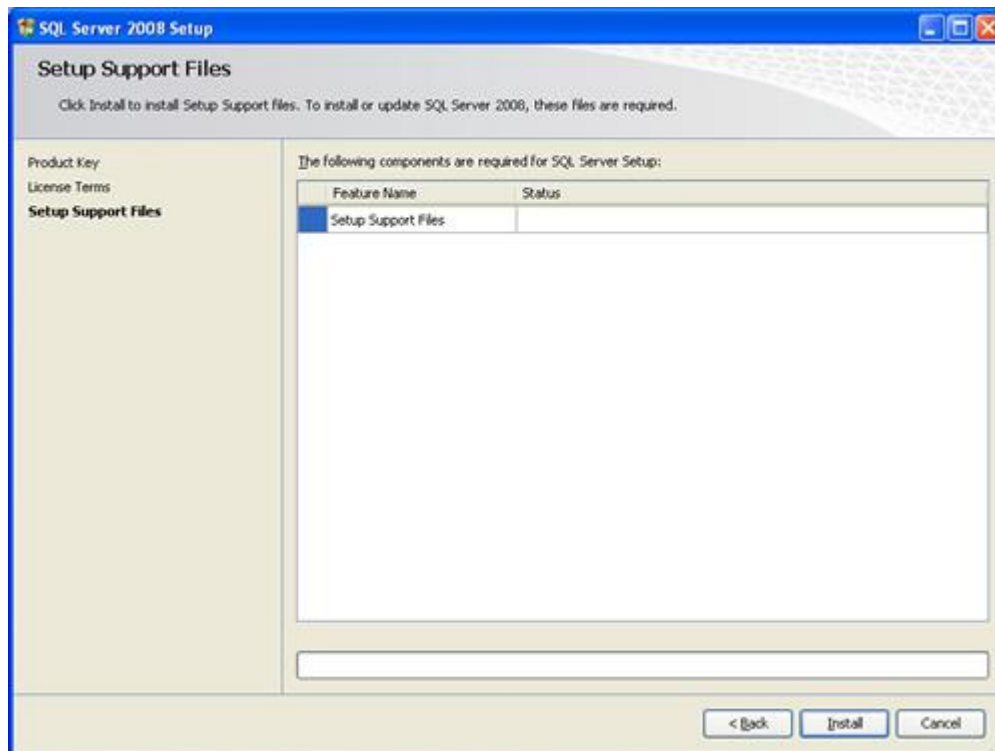 SQL Server 2008 Setup
Setup Support Files
Click Install to install Setup Support files. To install or update SQL Server 2008, these files are required.
Product Key
License Terms
Setup Support Files
The following components are required for SQL Server Setup:
Feature Name Status
Setup Support Files
< Back Install Cancel